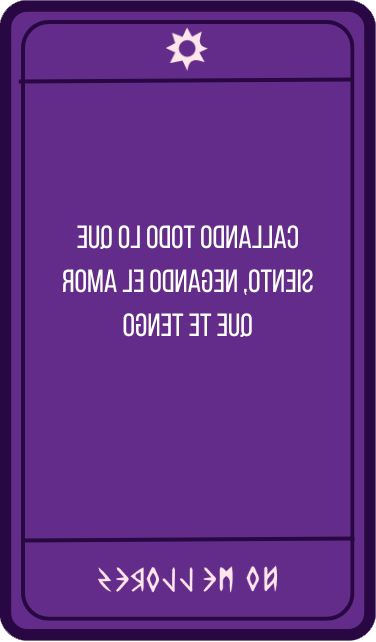 CALLANDO TODO LO QUE
SIENTO, NEGANDO EL AMOR
QUE TE TENGO
NO ME LLORES